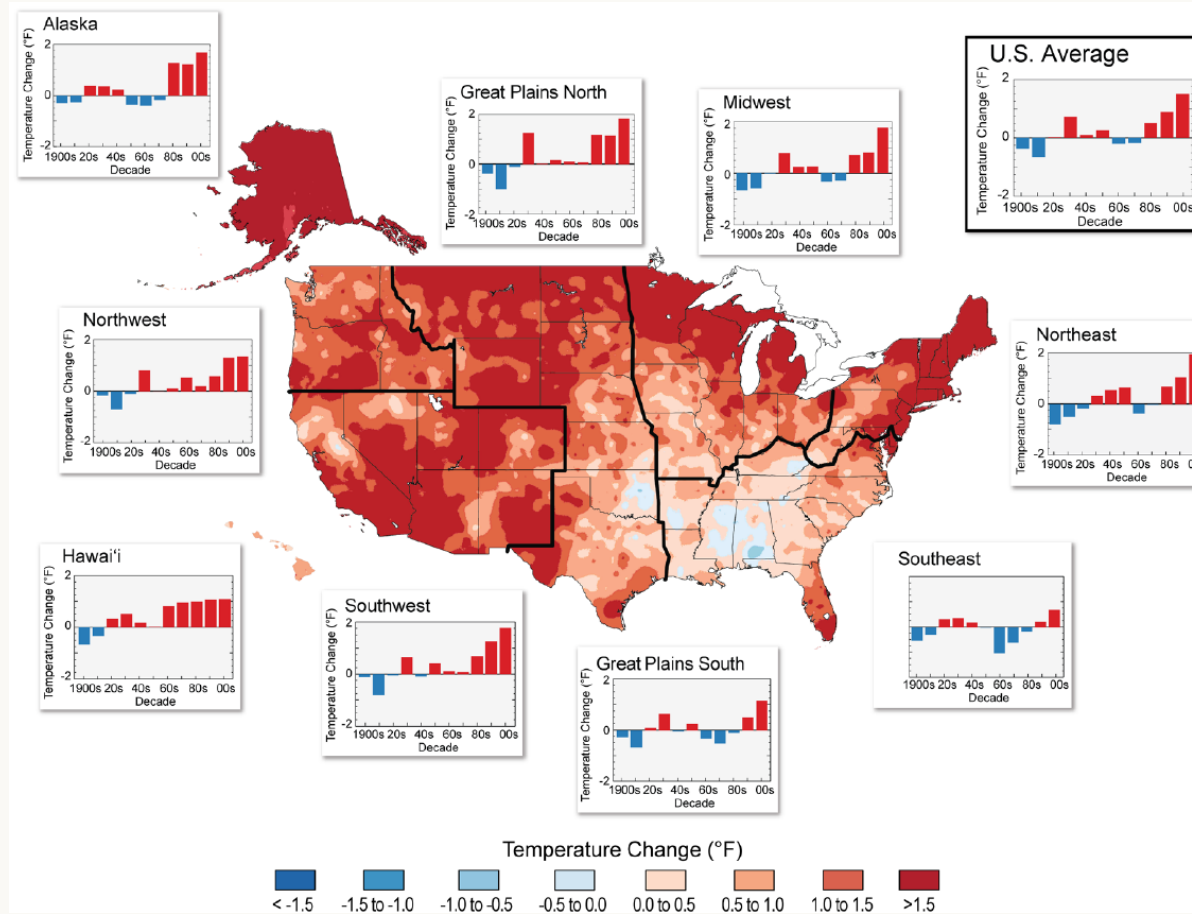 Alaska
Temperature Change (°F)
2
0
-2
1900s 20s 40s 60s 80s 00s
Decade
Great Plains North
Temperature Change (°F)
2
0
-2
1900s 20s 40s 60s 80s 00s
Decade
Midwest
Temperature Change (°F)
2
0
-2
1900s 20s 40s 60s 80s 00s
Decade
U.S. Average
Temperature Change (°F)
2
0
-2
1900s 20s 40s 60s 80s 00s
Decade
Northwest
Temperature Change (°F)
2
0
-2
1900s 20s 40s 60s 80s 00s
Decade
Northeast
Temperature Change (°F)
2
0
-2
1900s 20s 40s 60s 80s
Decade
Hawai‘i
Temperature Change (°F)
2
0
-2
1900s 20s 40s 60s 80s 00s
Decade
Southwest
Temperature Change (°F)
2
0
-2
1900s 20s 40s 60s 80s 00s
Decade
Great Plains South
Temperature Change (°F)
2
0
-2
1900s 20s 40s 60s 80s 00s
Decade
Southeast
1900s 20s 40s 60s 80s 00s
Decade
Temperature Change (°F)
< -1.5 -1.5 to -1.0 -1.0 to -0.5 -0.5 to 0.0 0.0 to 0.5 0.5 to 1.0 1.0 to 1.5 >1.5